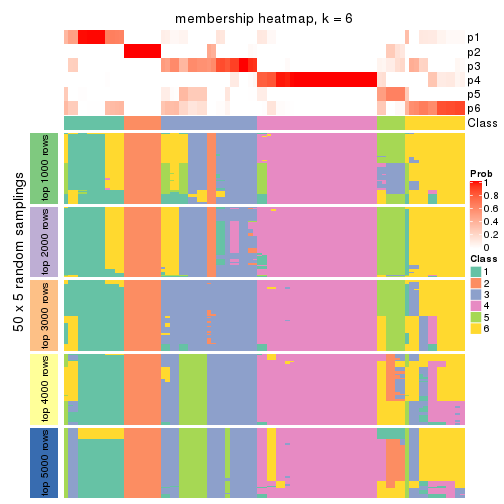 membership heatmap, k = 6
p1
p2
p3
p4
p5
p6
Class
50 x 5 random samplings
top 1000 rows
top 2000 rows
top 3000 rows
top 4000 rows
top 5000 rows
Prob
1
0.8
0.6
0.4
0.2
0
Class
1
2
3
4
5
6